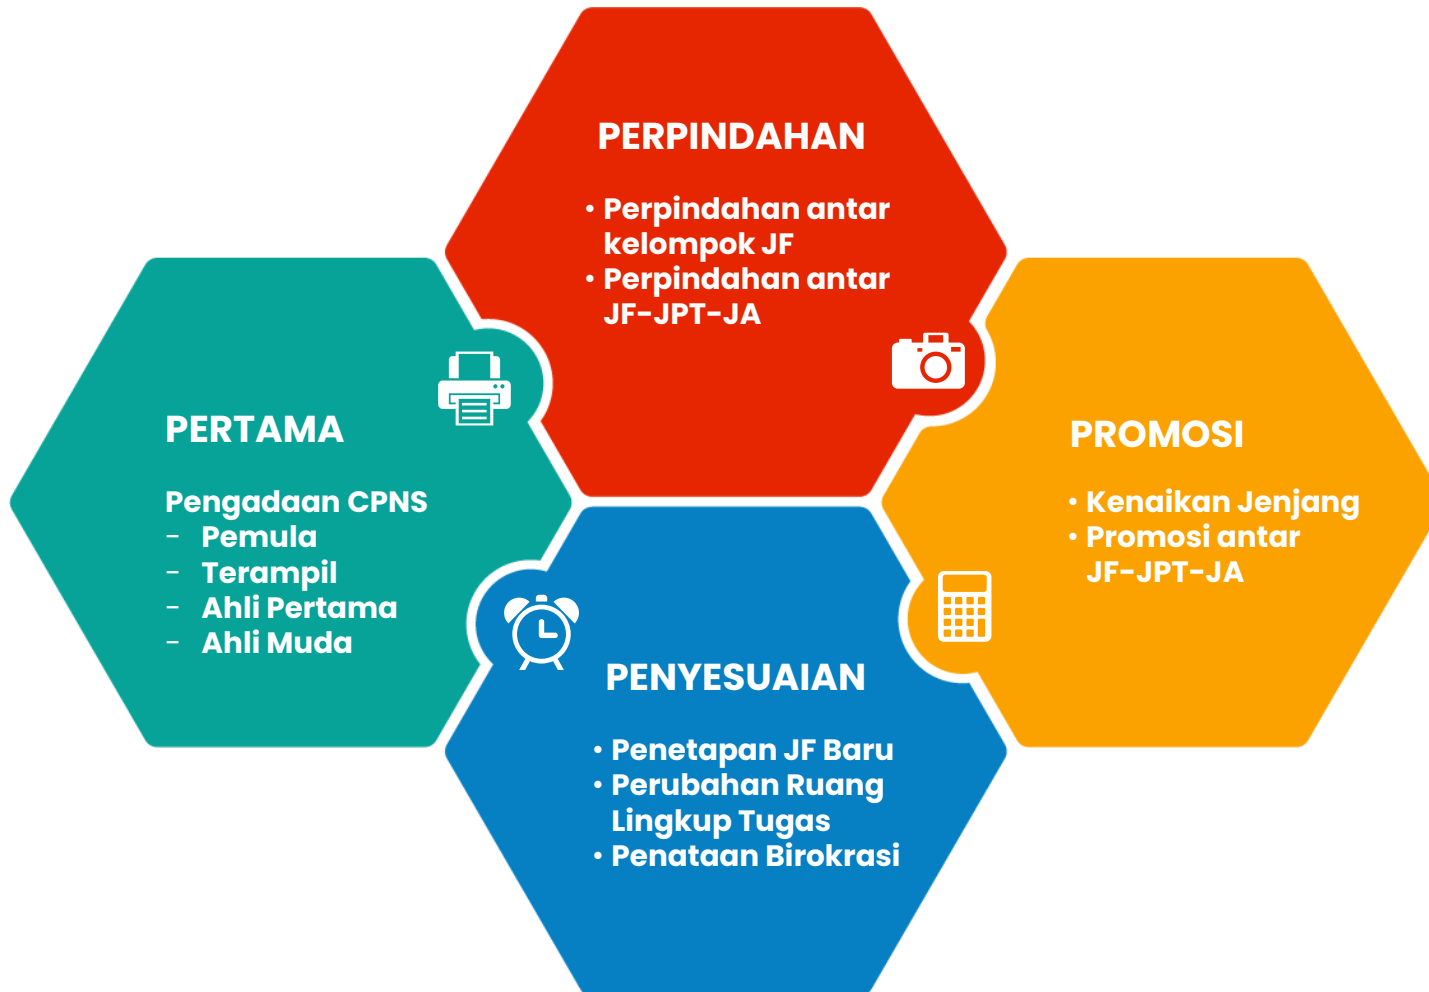 PERPINDAHAN
• Perpindahan antar
kelompok JF
• Perpindahan antar
JF-JPT-JA
PERTAMA
Pengadaan CPNS
- Pemula
- Terampil
- Ahli Pertama
- Ahli Muda
PROMOSI
• Kenaikan Jenjang
• Promosi antar
JF-JPT-JA
PENYESUAIAN
• Penetapan JF Baru
• Perubahan Ruang
Lingkup Tugas
• Penataan Birokrasi